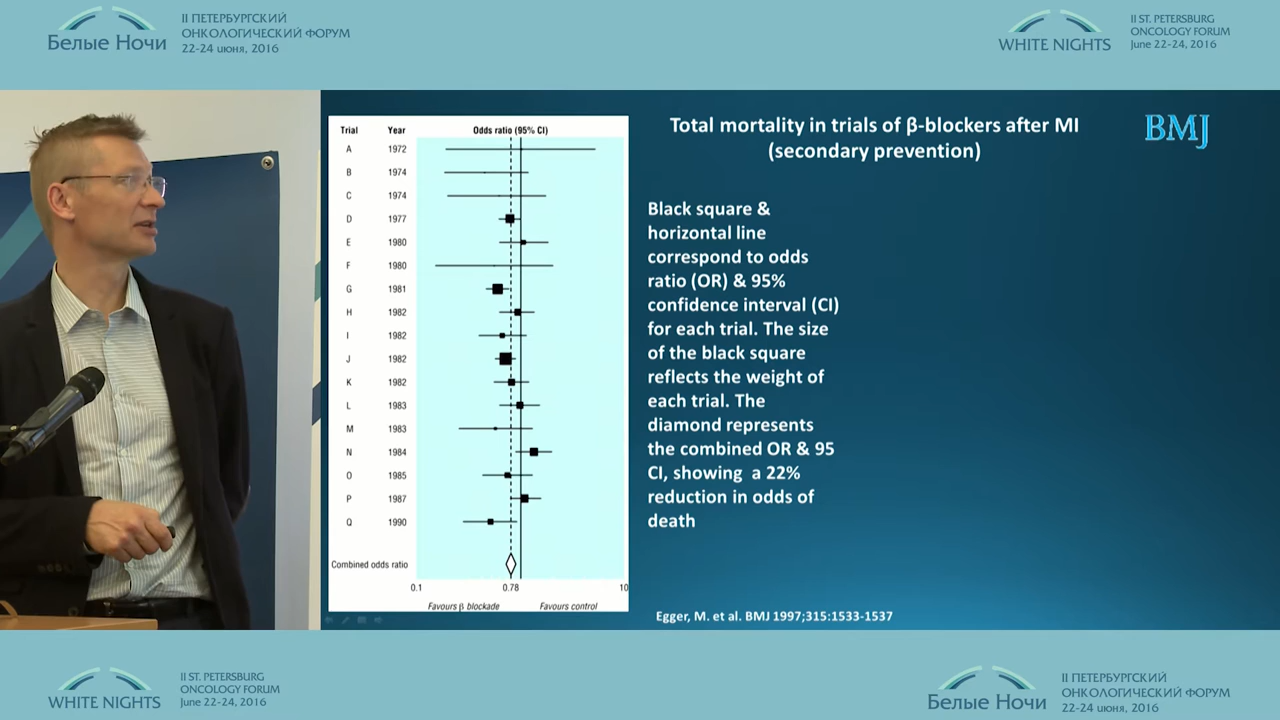 II ПЕТЕРБУРГСКИЙ
ОНКОЛОГИЧЕСКИЙ ФОРУМ
Белые Ночи
22-24 июня, 2016
II ST. PETERSBURG
ONCOLOGY FORUM
WHITE NIGHTS
June 22-24, 2016
Trial Year Odds ratio (95% CI)
A 1972
B 1974
C 1974
D 1977
E 1980
F 1980
G 1981
H 1982
I 1982
J 1982
K 1982
L 1983
M 1983
N 1984
O 1985
P 1987
Q 1990
Combined odds ratio
0.1 0.78 10
Favours β blockade Favours control
Total mortality in trials of β-blockers after MI
(secondary prevention)
BMJ
Black square &
horizontal line
correspond to odds
ratio (OR) & 95%
confidence interval (CI)
for each trial. The size
of the black square
reflects the weight of
each trial. The
diamond represents
the combined OR & 95
CI, showing a 22%
reduction in odds of
death
Egger, M. et al. BMJ 1997;315:1533-1537
II ST. PETERSBURG
ONCOLOGY FORUM
WHITE NIGHTS
June 22-24, 2016
II ПЕТЕРБУРГСКИЙ
ОНКОЛОГИЧЕСКИЙ ФОРУМ
Белые Ночи
22-24 июня, 2016